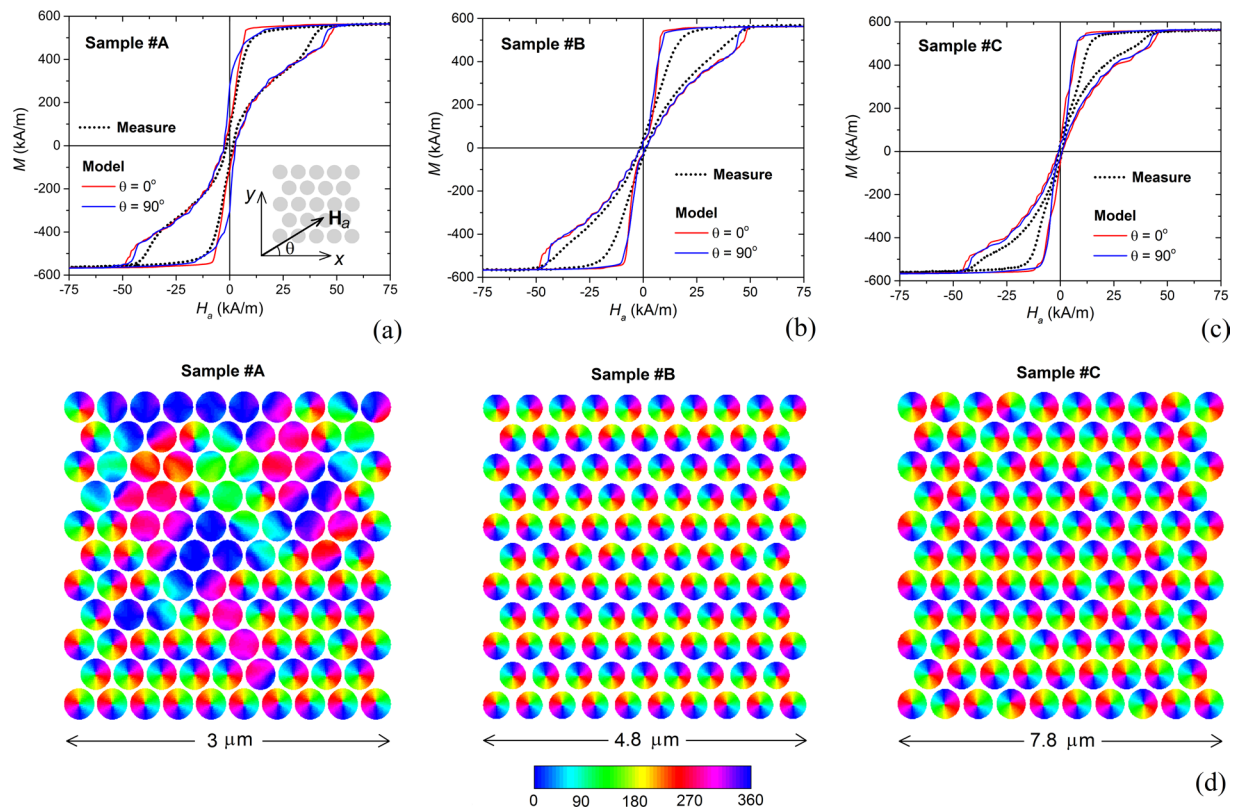 Sample #A
M (kA/m)
600
400
200
0
-200
-400
-600
Measure
Model
θ = 0°
θ = 90°
y
x
θ
Hₐ
-75 -50 -25 0 25 50 75
Hₐ (kA/m)
(a)
Sample #B
M (kA/m)
600
400
200
0
-200
-400
-600
Measure
Model
θ = 0°
θ = 90°
-75 -50 -25 0 25 50 75
Hₐ (kA/m)
(b)
Sample #C
M (kA/m)
600
400
200
0
-200
-400
-600
Measure
Model
θ = 0°
θ = 90°
-75 -50 -25 0 25 50 75
Hₐ (kA/m)
(c)
Sample #A
Sample #B
Sample #C
3 μm
4.8 μm
7.8 μm
0 90 180 270 360
(d)